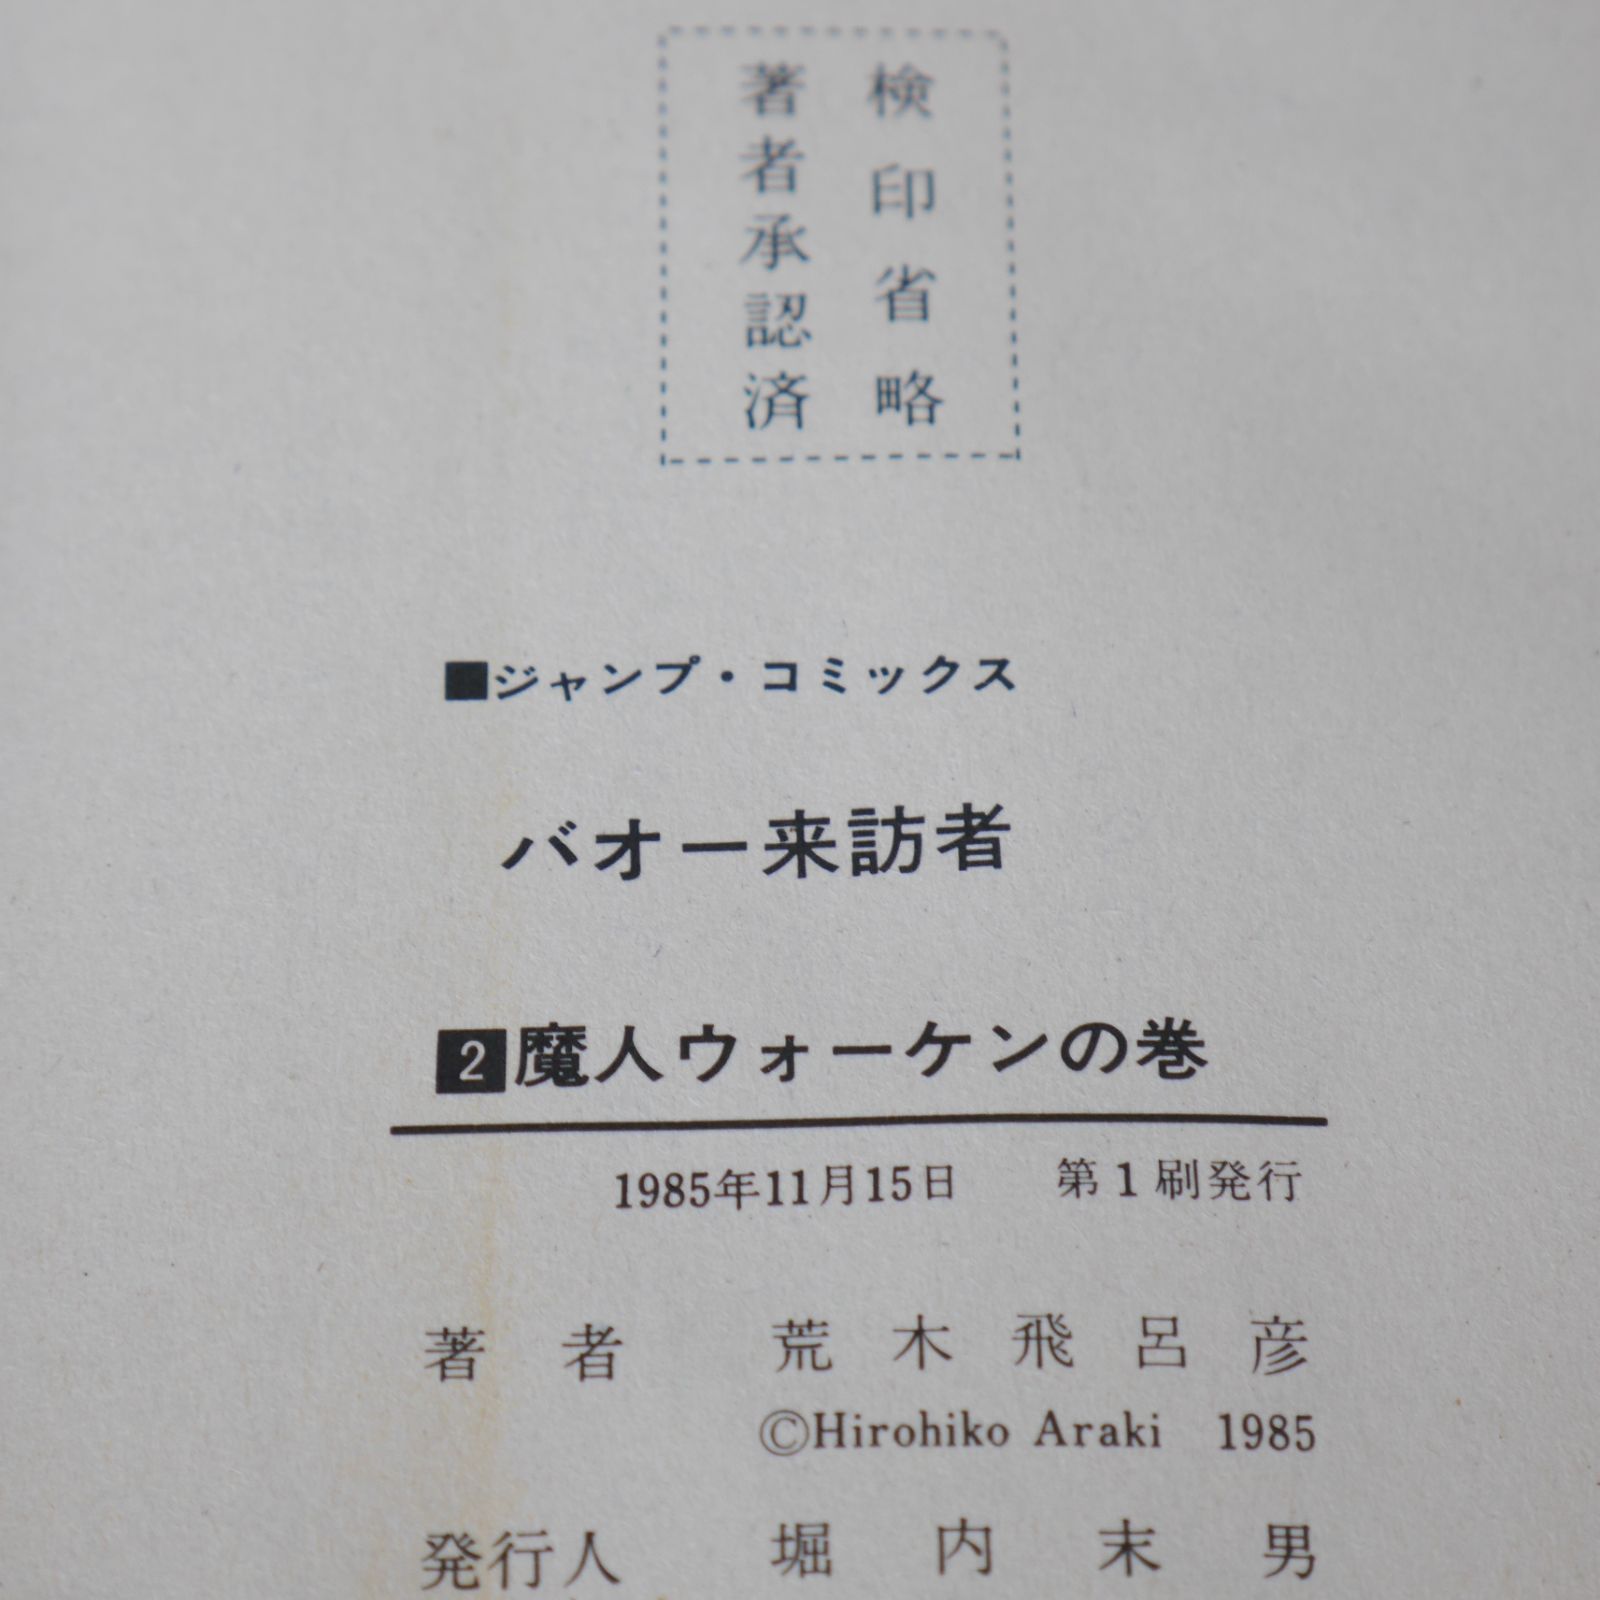 検印省略
著者承認済
■ジャンプ・コミックス
バオー来訪者
2魔人ウォーケンの巻
1985年11月15日 第1刷発行
著者 荒木飛呂彦
©Hirohiko Araki 1985
発行人 堀内末男